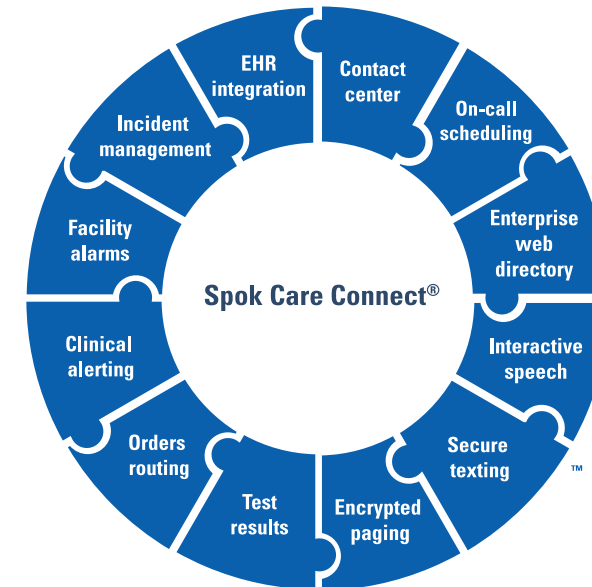 EHR
integration
Contact
center
On-call
scheduling
Enterprise
web
directory
Interactive
speech
Secure
texting
™
Encrypted
paging
Test
results
Orders
routing
Clinical
alerting
Facility
alarms
Incident
management
Spok Care Connect®